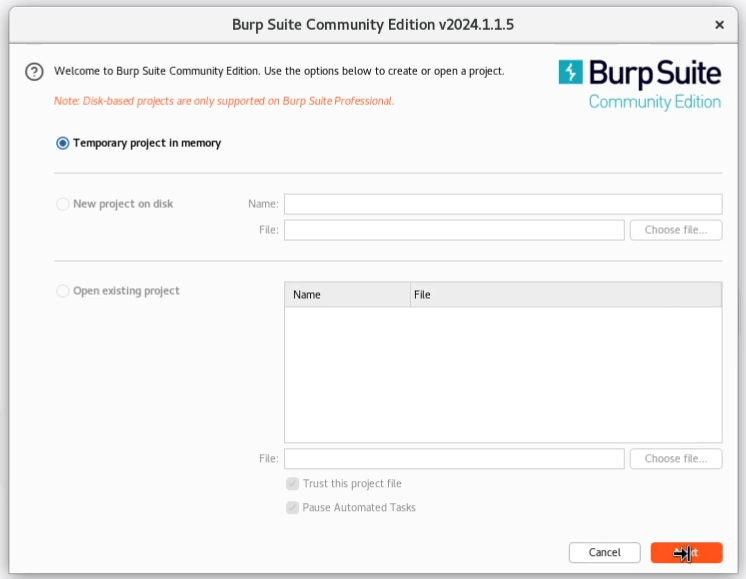 Burp Suite Community Edition v2024.1.1.5
Welcome to Burp Suite Community Edition. Use the options below to create or open a project.
Note: Disk-based projects are only supported on Burp Suite Professional.
Burp Suite
Community Edition
Temporary project in memory
New project on disk
Name:
File:
Choose file...
Open existing project
Name
File
File:
Choose file...
Trust this project file
Pause Automated Tasks
Cancel